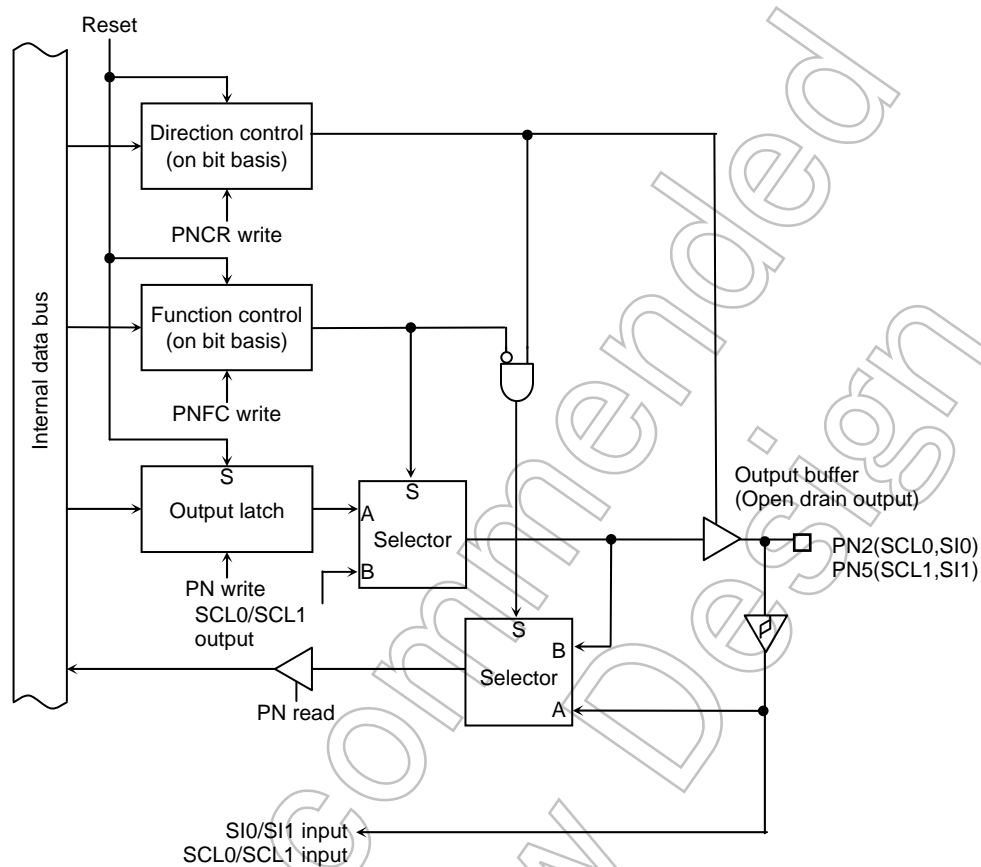 Reset
Direction control
(on bit basis)
PNCR write
Function control
(on bit basis)
PNFC write
Internal data bus
S
Output latch
PN write
SCL0/SCL1
output
S
A
Selector
B
Output buffer
(Open drain output)
PN2(SCL0,SI0)
PN5(SCL1,SI1)
S
B
Selector
A
PN read
SI0/SI1 input
SCL0/SCL1 input
commended
w Design